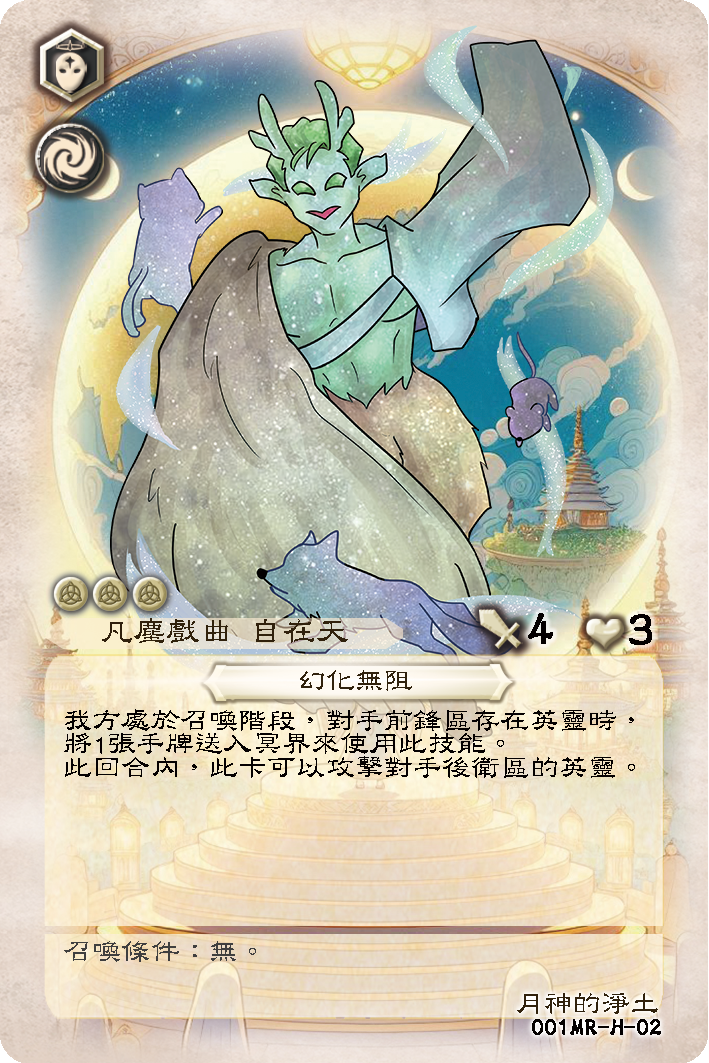 凡塵戲曲 自在天
4
3
幻化無阻
我方處於召喚階段，對手前鋒區存在英靈時，
將1張手牌送入冥界來使用此技能。
此回合內，此卡可以攻擊對手後衛區的英靈。
召喚條件：無。
月神的淨土
001MR-H-02